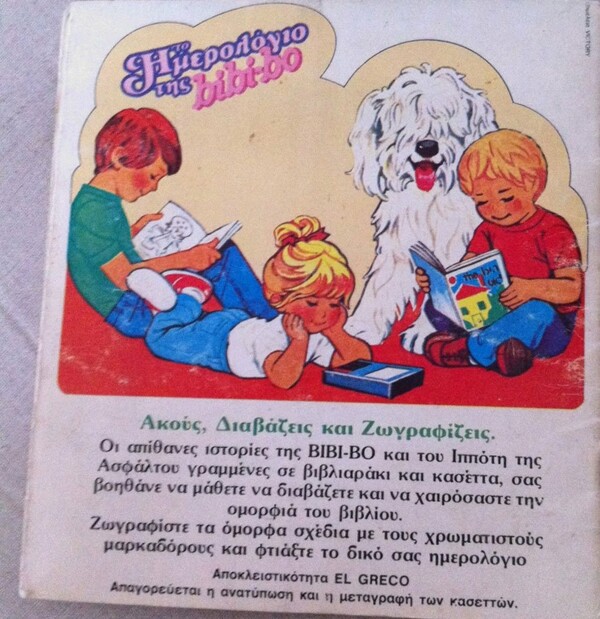 το
Ημερολόγιο
της bibi-bo
VICTORY
Ακούς, Διαβάζεις και Ζωγραφίζεις.
Οι απίθανες ιστορίες της BIBI-BO και του Ιππότη της
Ασφάλτου γραμμένες σε βιβλιαράκι και κασέττα, σας
βοηθάνε να μάθετε να διαβάζετε και να χαιρόσαστε την
ομορφιά του βιβλίου.
Ζωγραφίστε τα όμορφα σχέδια με τους χρωματιστούς
μαρκαδόρους και φτιάξτε το δικό σας ημερολόγιο
Αποκλειστικότητα EL GRECO
Απαγορεύεται η ανατύπωση και η μεταγραφή των κασεττών.